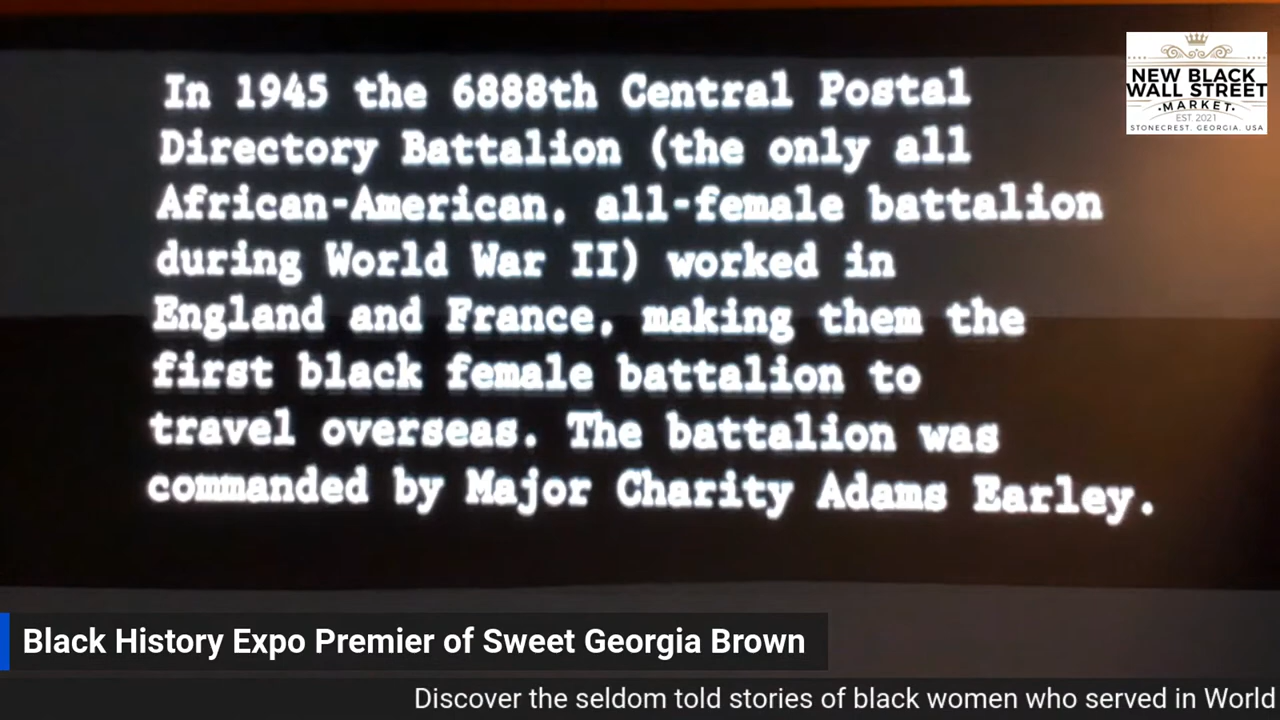 In 1945 the 6888th Central Postal
Directory Battalion (the only all
African-American, all-female battalion
during World War II) worked in
England and France, making them the
first black female battalion to
travel overseas. The battalion was
commanded by Major Charity Adams Earley.
NEW BLACK
WALL STREET
·MARKET·
EST. 2021
STONECREST, GEORGIA, USA
Black History Expo Premier of Sweet Georgia Brown
Discover the seldom told stories of black women who served in World